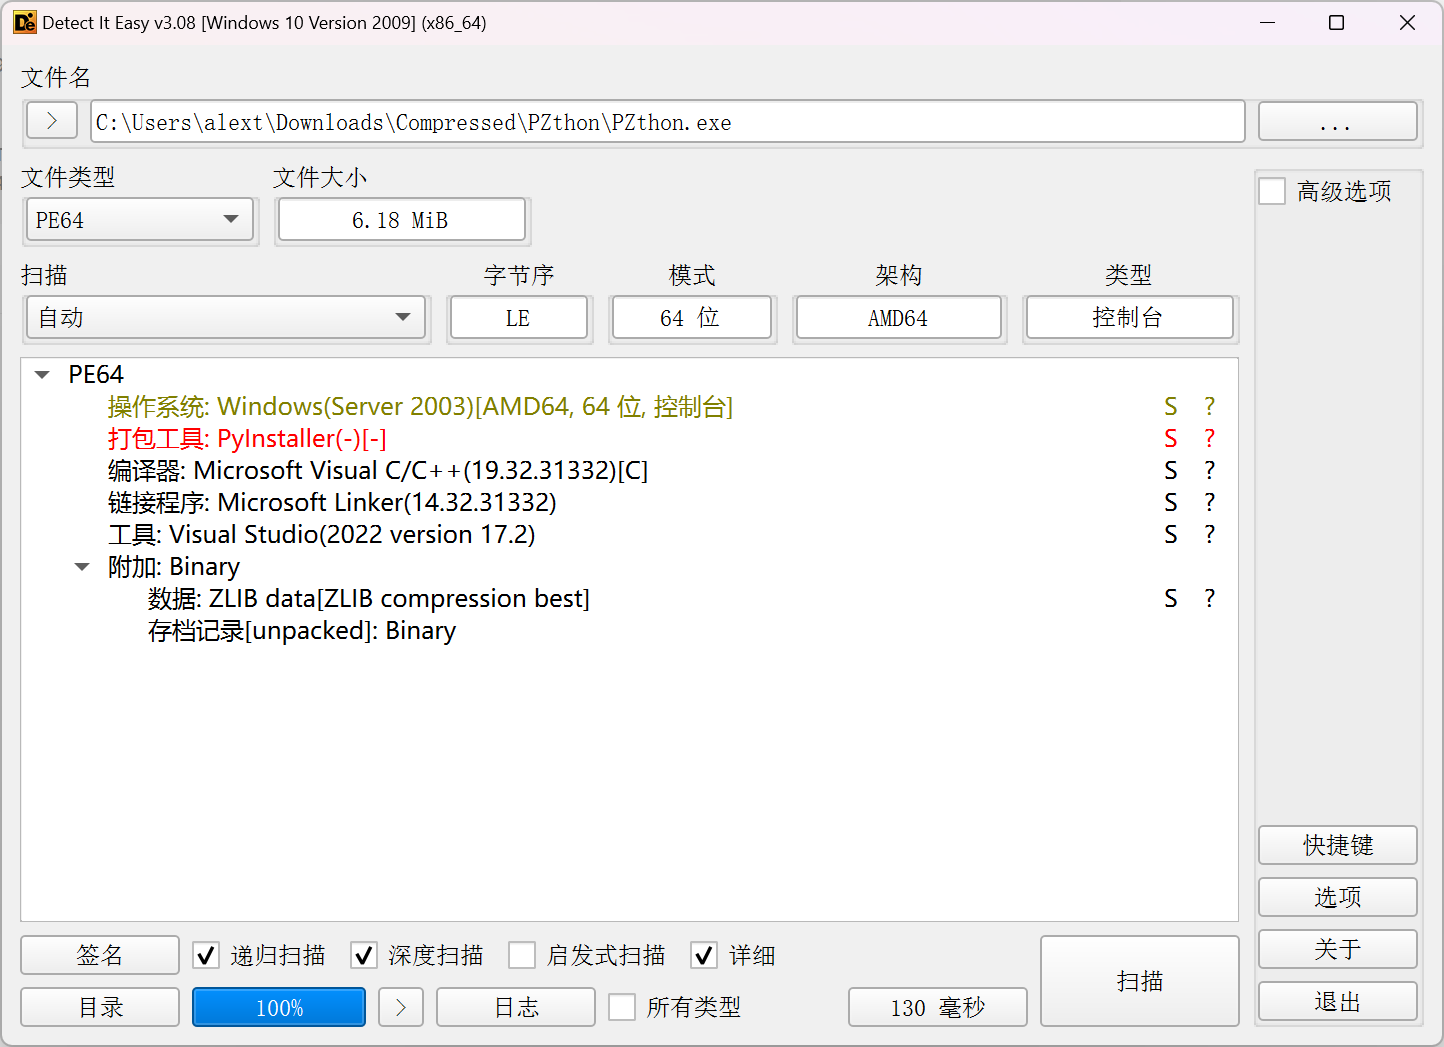 Detect It Easy v3.08 [Windows 10 Version 2009] (x86_64)
文件名
> C:\Users\alext\Downloads\Compressed\PZthon\PZthon.exe ...
文件类型 文件大小
高级选项
PE64 6.18 MiB
扫描 字节序 模式 架构 类型
自动 LE 64 位 AMD64 控制台
PE64
操作系统: Windows(Server 2003)[AMD64, 64 位, 控制台] S ?
打包工具: PyInstaller(-)[-] S ?
编译器: Microsoft Visual C/C++(19.32.31332)[C] S ?
链接程序: Microsoft Linker(14.32.31332) S ?
工具: Visual Studio(2022 version 17.2) S ?
附加: Binary
数据: ZLIB data[ZLIB compression best] S ?
存档记录[unpacked]: Binary
快捷键
选项
签名 递归扫描 深度扫描 启发式扫描 详细
关于
扫描
目录 100% > 日志 所有类型 130 毫秒
退出